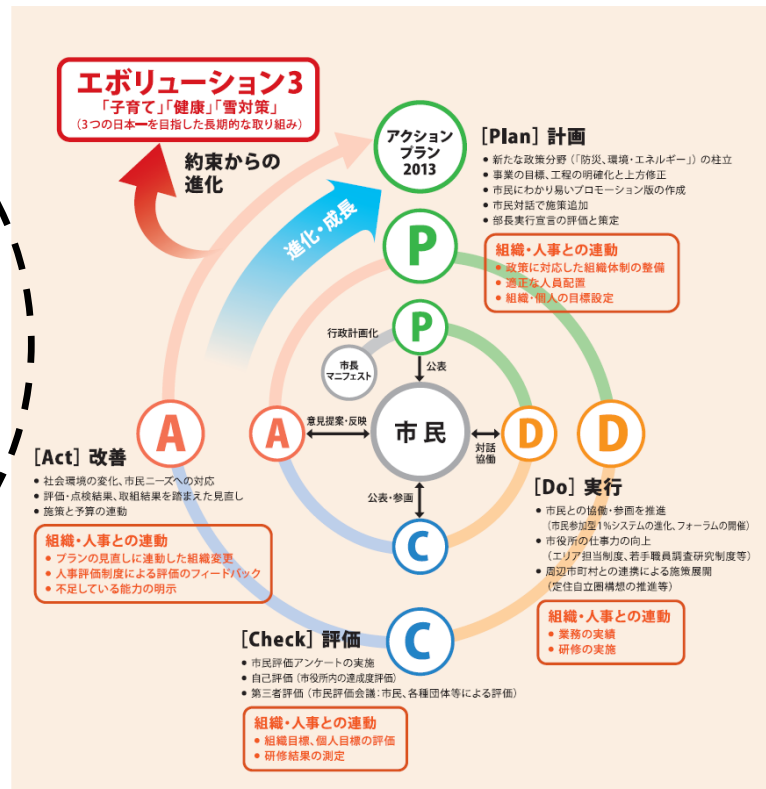 エボリューション3
「子育て」「健康」「雪対策」
（3つの日本一を目指した長期的な取り組み）
約束からの
進化
進化・成長
アクション
プラン
2013
[Plan] 計画
● 新たな政策分野（「防災、環境・エネルギー」）の柱立
● 事業の目標、工程の明確化と上方修正
● 市民にわかり易いプロモーション版の作成
● 市民対話で施策追加
● 部長実行宣言の評価と策定
組織・人事との連動
● 政策に対応した組織体制の整備
● 適正な人員配置
● 組織・個人の目標設定
P
P
行政計画化
市長
マニフェスト
公表
A
A
意見提案・反映
市民
対話
協働
D
D
公表・参画
C
C
[Act] 改善
● 社会環境の変化、市民ニーズへの対応
● 評価・点検結果、取組結果を踏まえた見直し
● 施策と予算の連動
組織・人事との連動
● プランの見直しに連動した組織変更
● 人事評価制度による評価のフィードバック
● 不足している能力の明示
[Do] 実行
● 市民との協働・参画を推進
（市民参加型1%システムの進化、フォーラムの開催）
● 市役所の仕事力の向上
（エリア担当制度、若手職員調査研究制度等）
● 周辺市町村との連携による施策展開
（定住自立圏構想の推進等）
組織・人事との連動
● 業務の実績
● 研修の実施
[Check] 評価
● 市民評価アンケートの実施
● 自己評価（市役所内の達成度評価）
● 第三者評価（市民評価会議：市民、各種団体等による評価）
組織・人事との連動
● 組織目標、個人目標の評価
● 研修結果の測定